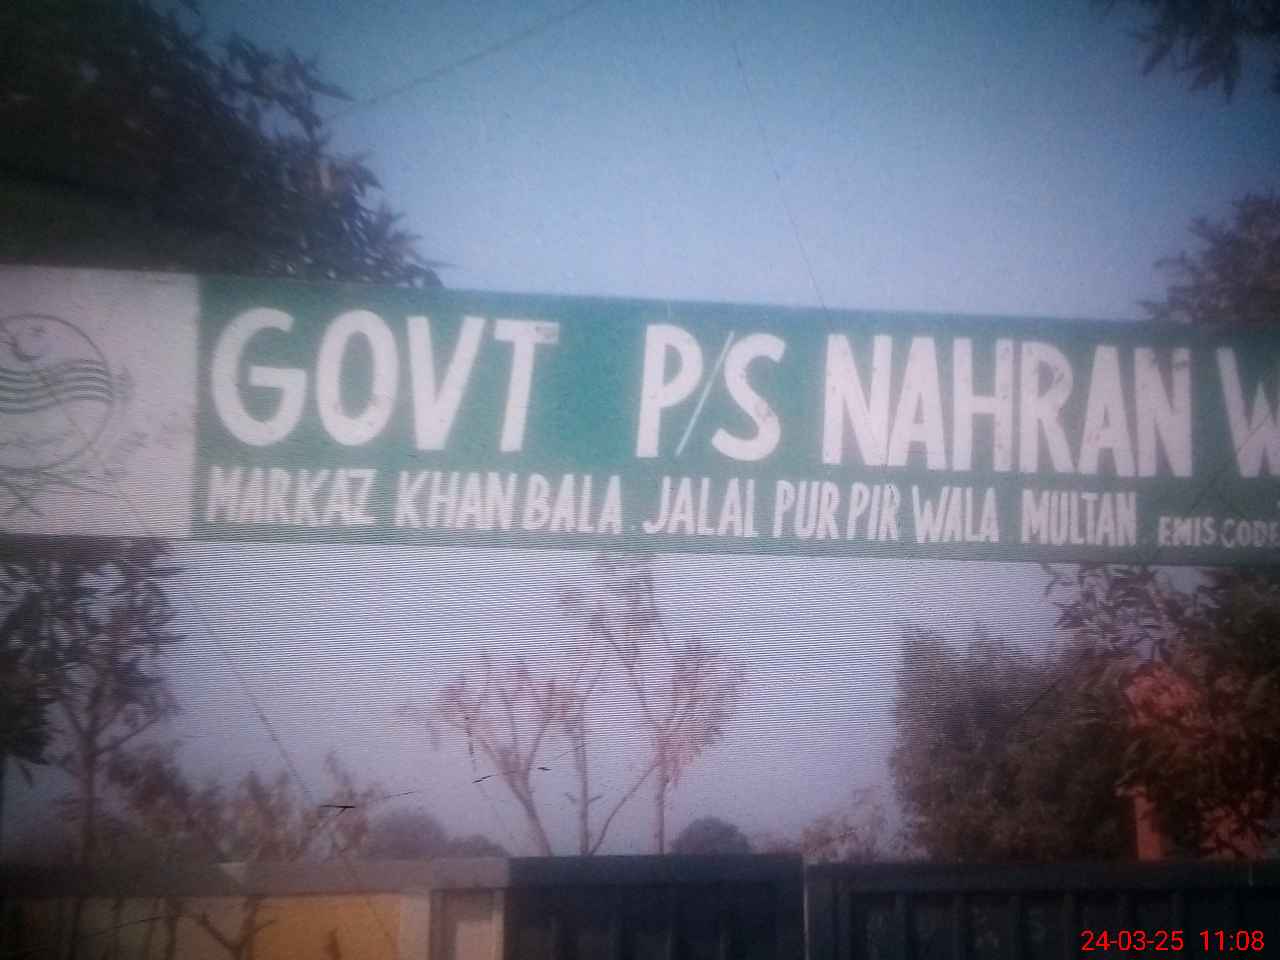 GOVT P/S NAHRAN
MARKAZ KHAN BALA JALAL PUR PIR WALA MULTAN EMIS CODE
24-03-25 11:08